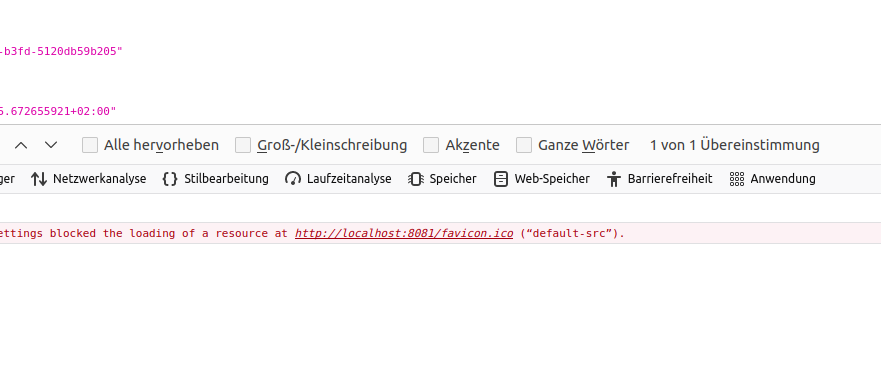 -b3fd-5120db59b205"
5.672655921+02:00"
Alle hervorheben Groß-/Kleinschreibung Akzente Ganze Wörter 1 von 1 Übereinstimmung
ger Netzwerkanalyse Stilbearbeitung Laufzeitanalyse Speicher Web-Speicher Barrierefreiheit Anwendung
ettings blocked the loading of a resource at http://localhost:8081/favicon.ico (“default-src”).